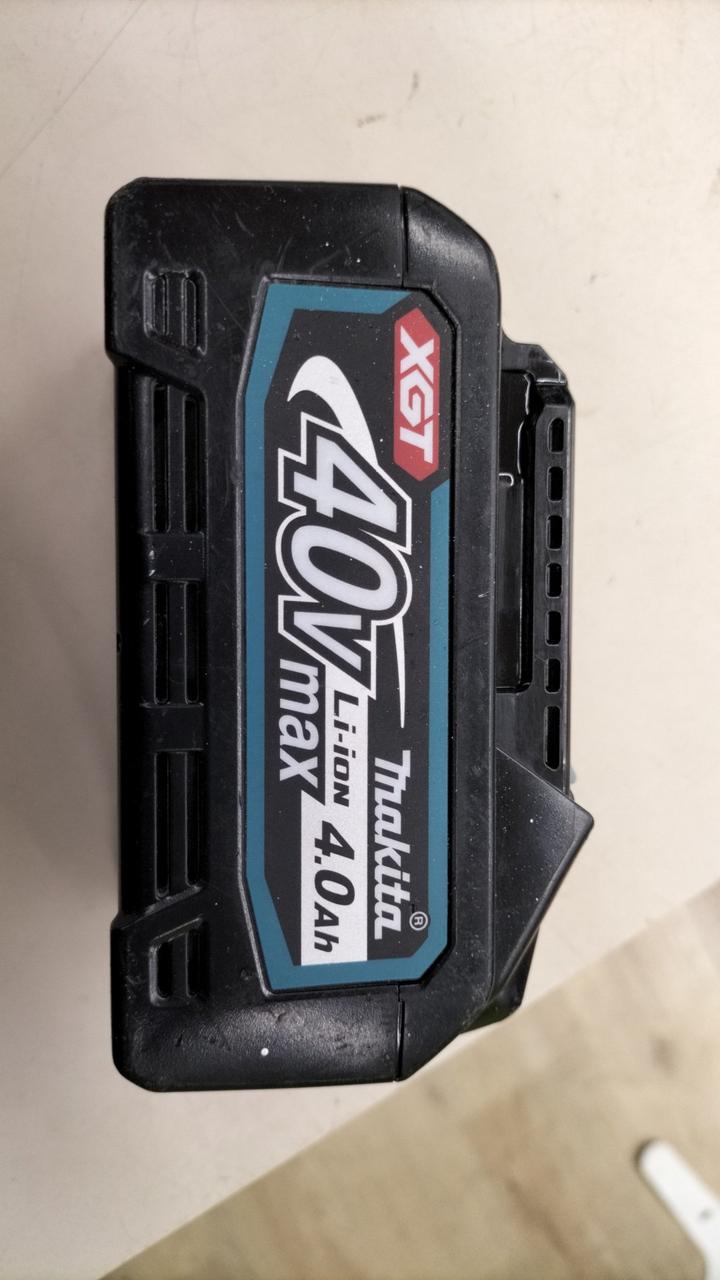 XGT
40V max
Li-ion 4.0Ah
makita®